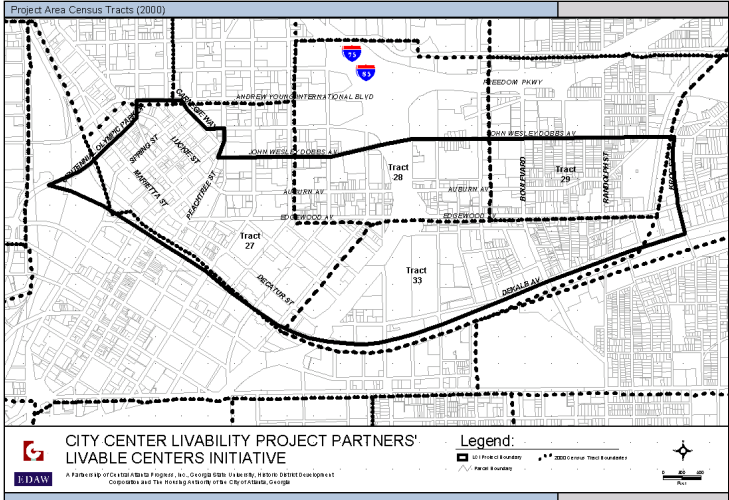 Project Area Census Tracts (2000)
75
85
FREEDOM PKWY
ANDREW YOUNG INTERNATIONAL BLVD
CARNEGIE WAY
OLYMPIC PARK
JOHN WESLEY DOBBS AV
JOHN WESLEY DOBBS AV
SPRING ST
LUCKIE ST
MARIETTA ST
PEACHTREE ST
Tract
28
BOULEVARD
Tract
29
RANDOLPH ST
AUBURN AV
AUBURN AV
EDGEWOOD AV
EDGEWOOD AV
Tract
27
DECATUR ST
Tract
33
DEKALB AV
CITY CENTER LIVABILITY PROJECT PARTNERS'
LIVABLE CENTERS INITIATIVE
A Partnership of Central Atlanta Progress, Inc., Georgia State University, Historic District Development
Corporation and The Housing Authority of the City of Atlanta, Georgia
EDAW
Legend:
LCI Project Boundary
2000 Census Tract Boundaries
Parcel Boundary
Feet